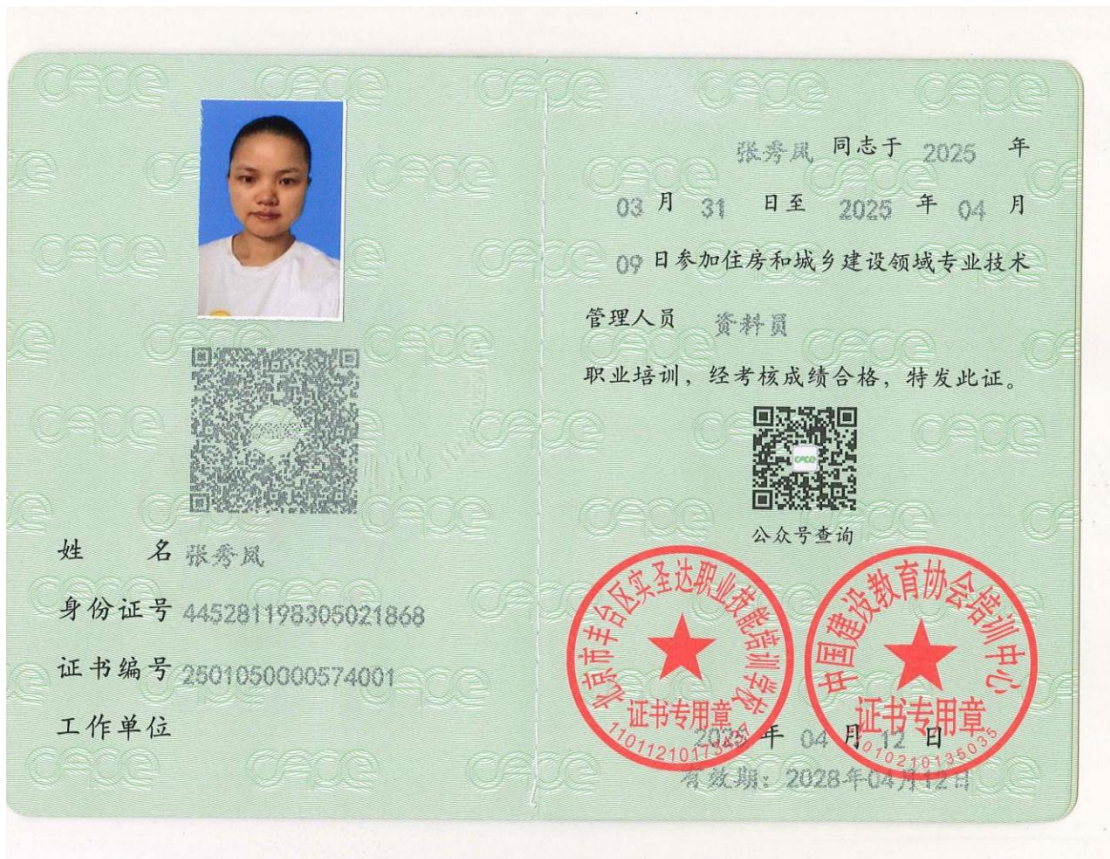 姓 名 张秀凤
身份证号 445281198305021868
证书编号 2501050000574001
工作单位
张秀凤 同志于 2025 年
03 月 31 日至 2025 年 04 月
09 日参加住房和城乡建设领域专业技术
管理人员 资料员
职业培训，经考核成绩合格，特发此证。
CACE
公众号查询
北京市丰台区实圣达职业技能培训学校
证书专用章
中国建设教育协会培训中心
证书专用章
2025 年 04 月 12 日
有效期：2028年04月12日